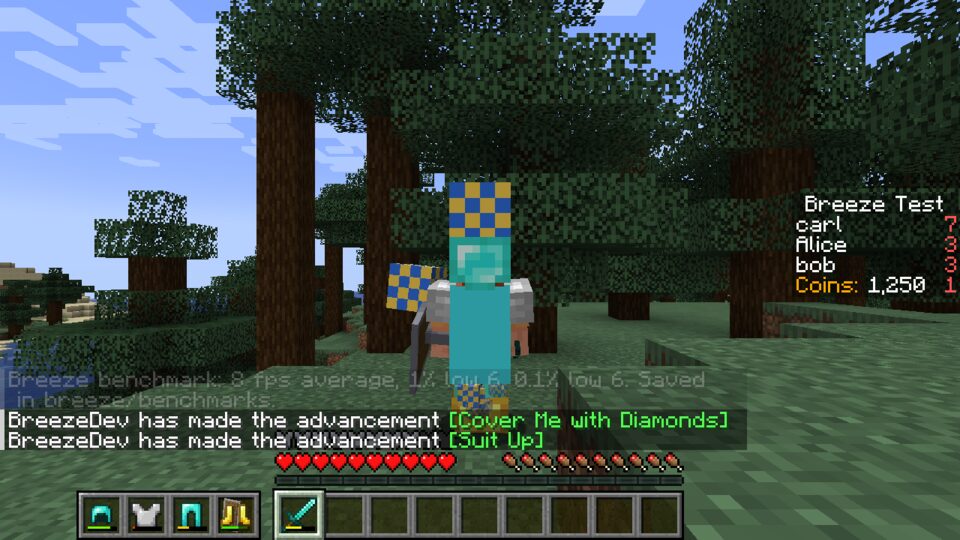 Breeze Test
carl 7
Alice 3
bob 3
Coins: 1,250 1
Breeze benchmark: 8 fps average, 1% low 6, 0.1% low 6. Saved
in breeze/benchmarks
BreezeDev has made the advancement [Cover Me with Diamonds]
BreezeDev has made the advancement [Suit Up]